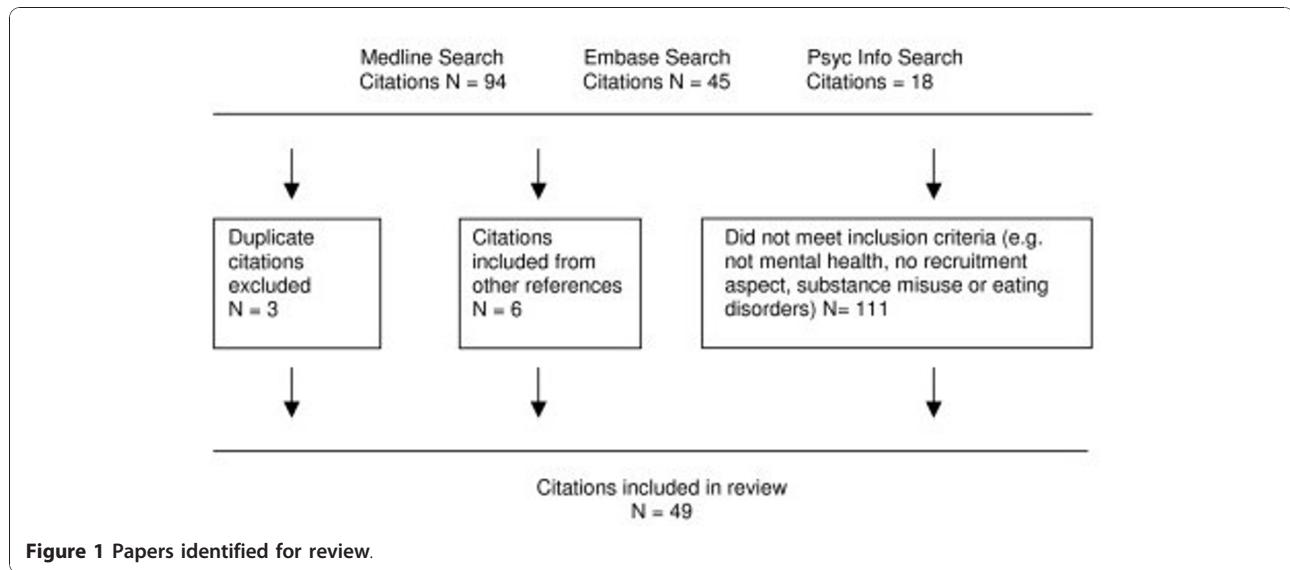 Medline Search
Citations N = 94
Embase Search
Citations N = 45
Psyc Info Search
Citations = 18
Duplicate
citations
excluded
N = 3
Citations
included from
other references
N = 6
Did not meet inclusion criteria (e.g.
not mental health, no recruitment
aspect, substance misuse or eating
disorders) N= 111
Citations included in review
N = 49
Figure 1 Papers identified for review.